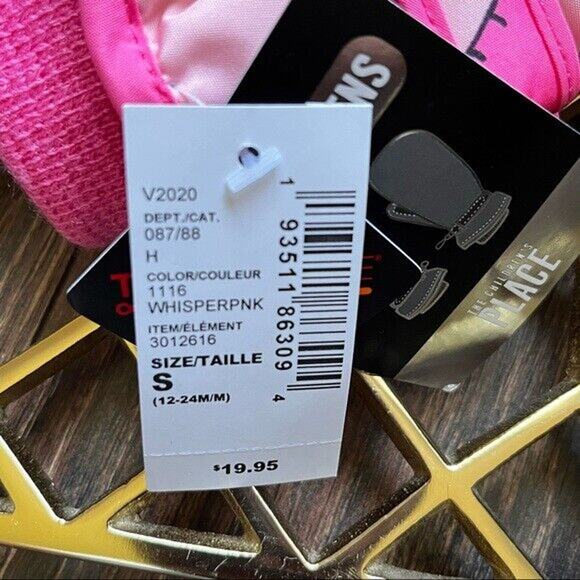 V2020
DEPT./CAT.
087/88
H
COLOR/COULEUR
1116
WHISPERPNK
ITEM/ÉLÉMENT
3012616
SIZE/TAILLE
S
(12-24M/M)
$19.95
1 93511 86309 4
THE CHILDREN'S
PLACE